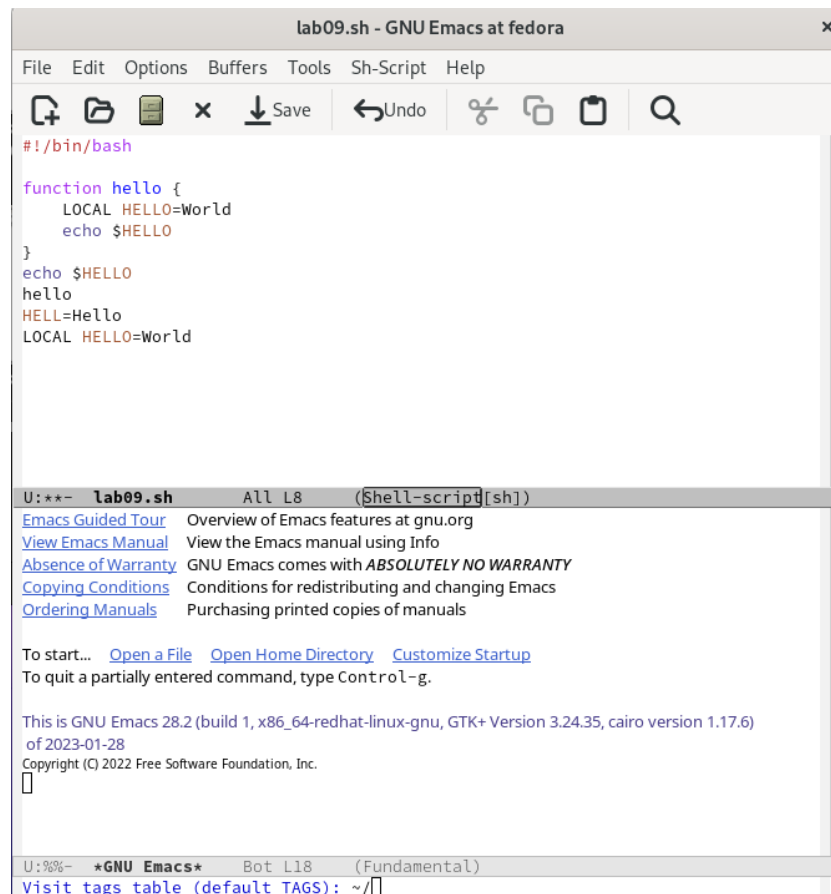 lab09.sh - GNU Emacs at fedora
File Edit Options Buffers Tools Sh-Script Help
Save Undo
#!/bin/bash
function hello {
    LOCAL HELLO=World
    echo $HELLO
}
echo $HELLO
hello
HELL=Hello
LOCAL HELLO=World
U:**- lab09.sh All L8 (Shell-script[sh])
Emacs Guided Tour Overview of Emacs features at gnu.org
View Emacs Manual View the Emacs manual using Info
Absence of Warranty GNU Emacs comes with ABSOLUTELY NO WARRANTY
Copying Conditions Conditions for redistributing and changing Emacs
Ordering Manuals Purchasing printed copies of manuals
To start... Open a File Open Home Directory Customize Startup
To quit a partially entered command, type Control-g.
This is GNU Emacs 28.2 (build 1, x86_64-redhat-linux-gnu, GTK+ Version 3.24.35, cairo version 1.17.6)
of 2023-01-28
Copyright (C) 2022 Free Software Foundation, Inc.
U:%%- *GNU Emacs* Bot L18 (Fundamental)
Visit tags table (default TAGS): ~/